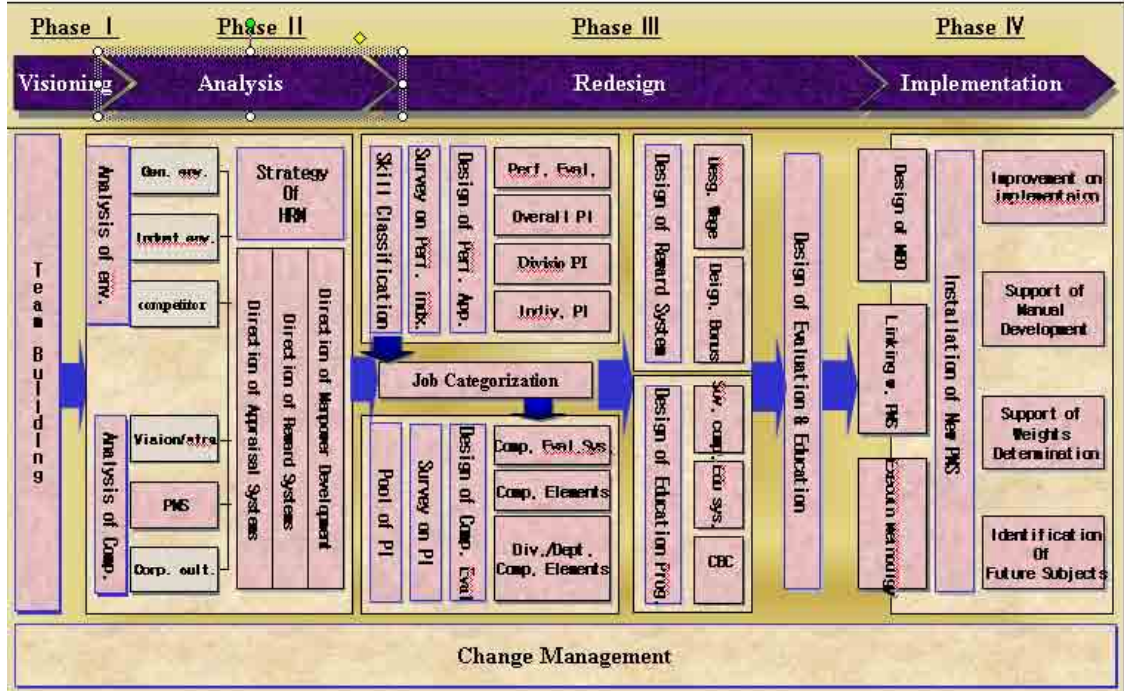 Phase I
Phase II
Phase III
Phase IV
Visioning
Analysis
Redesign
Implementation
Team Building
Analysis of env.
Gen. env.
Indust env.
competitor
Strategy
Of
HRM
Direction of Appraisal Systems
Direction of Reward Systems
Direction of Manpower Development
Analysis of Comp.
Vision/stra
PMS
Corp. cult.
Skill Classification
Survey on Perf. indx.
Design of Perf. App.
Perf. Eval.
Overall PI
Divisio PI
Indiv. PI
Job Categorization
Pool of PI
Survey on PI
Design of Comp. Eval
Comp. Eval.Sys.
Comp. Elements
Div./Dept.
Comp. Elements
Design of Reward System
Desg. Wage
Deign. Bonus
Design of Education Prog.
Suv. comp.
Edu sys.
CBC
Design of Evaluation & Education
Design of MBO
Linking w. PMS
Installation of New PMS
Improvement on
implementaion
Support of
Manual
Development
Support of
Weights
Determination
Identification
Of
Future Subjects
Change Management